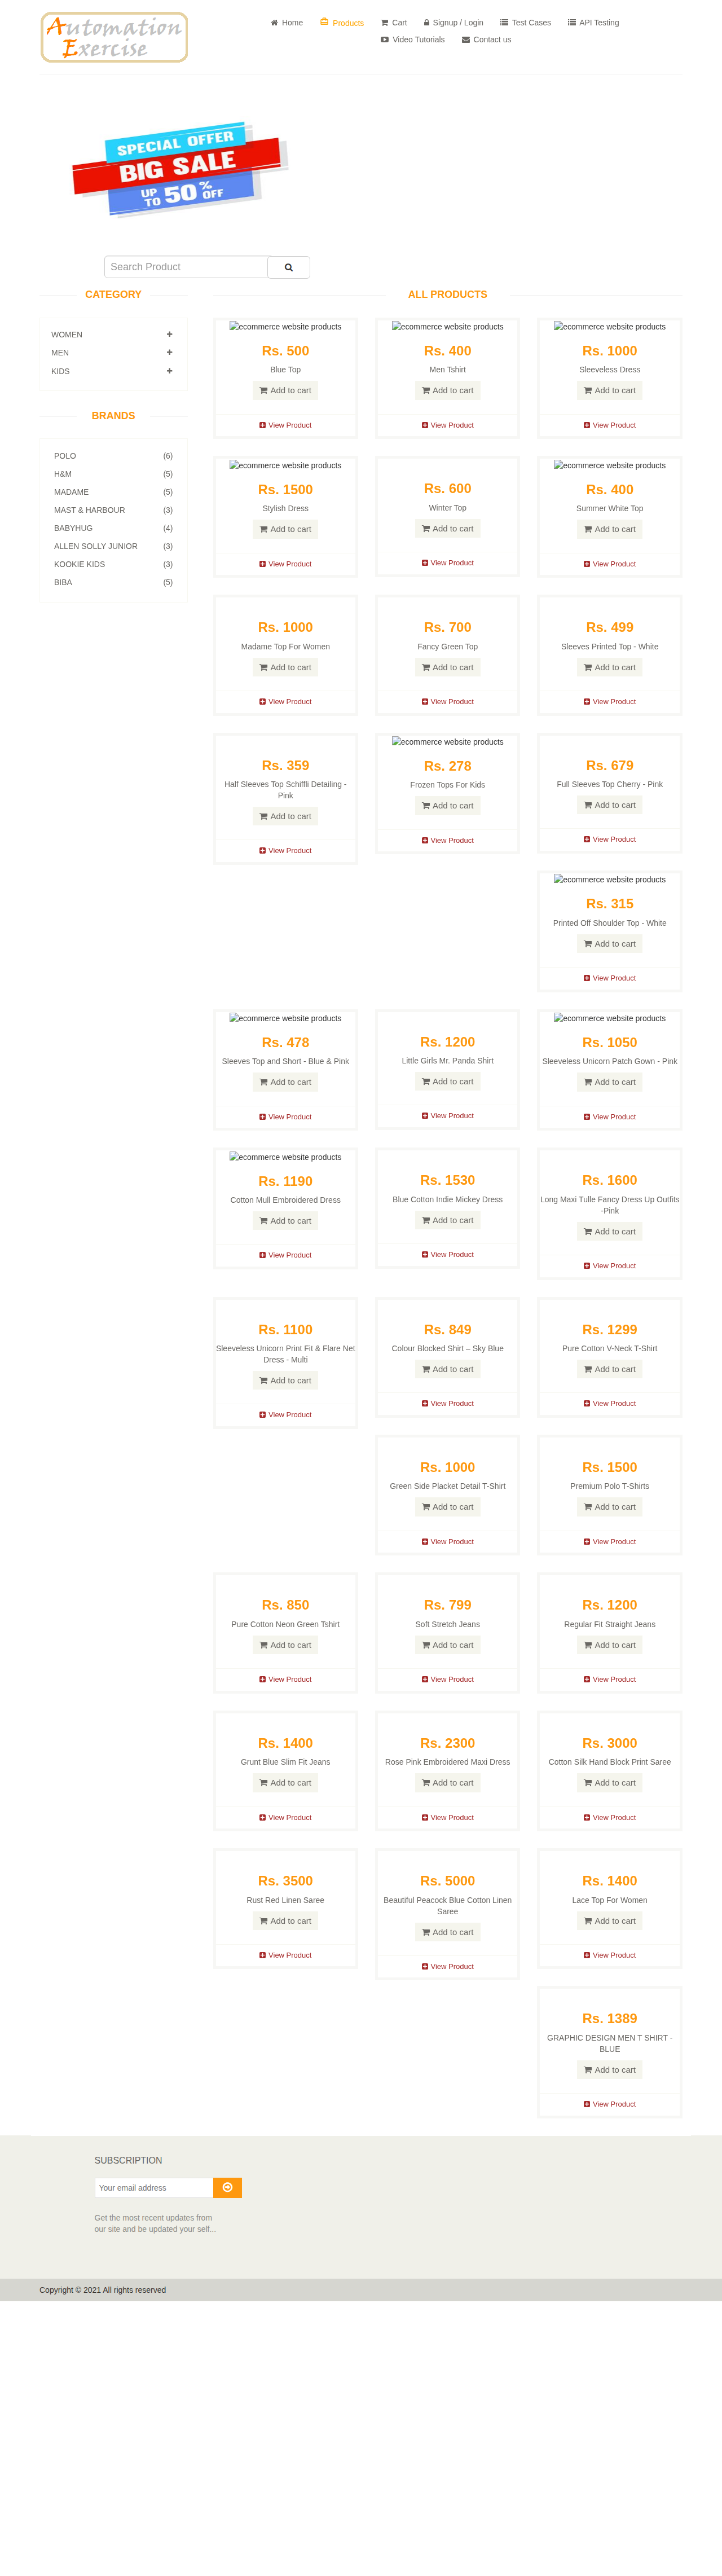 Automation
Exercise
Home
Products
Cart
Signup / Login
Test Cases
API Testing
Video Tutorials
Contact us
SPECIAL OFFER
BIG SALE
UP TO 50% OFF
Search Product
CATEGORY
WOMEN
MEN
KIDS
BRANDS
POLO (6)
H&M (5)
MADAME (5)
MAST & HARBOUR (3)
BABYHUG (4)
ALLEN SOLLY JUNIOR (3)
KOOKIE KIDS (3)
BIBA (5)
ALL PRODUCTS
ecommerce website products
Rs. 500
Blue Top
Add to cart
View Product
ecommerce website products
Rs. 400
Men Tshirt
Add to cart
View Product
ecommerce website products
Rs. 1000
Sleeveless Dress
Add to cart
View Product
ecommerce website products
Rs. 1500
Stylish Dress
Add to cart
View Product
Rs. 600
Winter Top
Add to cart
View Product
ecommerce website products
Rs. 400
Summer White Top
Add to cart
View Product
Rs. 1000
Madame Top For Women
Add to cart
View Product
Rs. 700
Fancy Green Top
Add to cart
View Product
Rs. 499
Sleeves Printed Top - White
Add to cart
View Product
Rs. 359
Half Sleeves Top Schiffli Detailing -
Pink
Add to cart
View Product
ecommerce website products
Rs. 278
Frozen Tops For Kids
Add to cart
View Product
Rs. 679
Full Sleeves Top Cherry - Pink
Add to cart
View Product
ecommerce website products
Rs. 315
Printed Off Shoulder Top - White
Add to cart
View Product
ecommerce website products
Rs. 478
Sleeves Top and Short - Blue & Pink
Add to cart
View Product
Rs. 1200
Little Girls Mr. Panda Shirt
Add to cart
View Product
ecommerce website products
Rs. 1050
Sleeveless Unicorn Patch Gown - Pink
Add to cart
View Product
ecommerce website products
Rs. 1190
Cotton Mull Embroidered Dress
Add to cart
View Product
Rs. 1530
Blue Cotton Indie Mickey Dress
Add to cart
View Product
Rs. 1600
Long Maxi Tulle Fancy Dress Up Outfits
-Pink
Add to cart
View Product
Rs. 1100
Sleeveless Unicorn Print Fit & Flare Net
Dress - Multi
Add to cart
View Product
Rs. 849
Colour Blocked Shirt – Sky Blue
Add to cart
View Product
Rs. 1299
Pure Cotton V-Neck T-Shirt
Add to cart
View Product
Rs. 1000
Green Side Placket Detail T-Shirt
Add to cart
View Product
Rs. 1500
Premium Polo T-Shirts
Add to cart
View Product
Rs. 850
Pure Cotton Neon Green Tshirt
Add to cart
View Product
Rs. 799
Soft Stretch Jeans
Add to cart
View Product
Rs. 1200
Regular Fit Straight Jeans
Add to cart
View Product
Rs. 1400
Grunt Blue Slim Fit Jeans
Add to cart
View Product
Rs. 2300
Rose Pink Embroidered Maxi Dress
Add to cart
View Product
Rs. 3000
Cotton Silk Hand Block Print Saree
Add to cart
View Product
Rs. 3500
Rust Red Linen Saree
Add to cart
View Product
Rs. 5000
Beautiful Peacock Blue Cotton Linen
Saree
Add to cart
View Product
Rs. 1400
Lace Top For Women
Add to cart
View Product
Rs. 1389
GRAPHIC DESIGN MEN T SHIRT -
BLUE
Add to cart
View Product
SUBSCRIPTION
Your email address
Get the most recent updates from
our site and be updated your self...
Copyright © 2021 All rights reserved